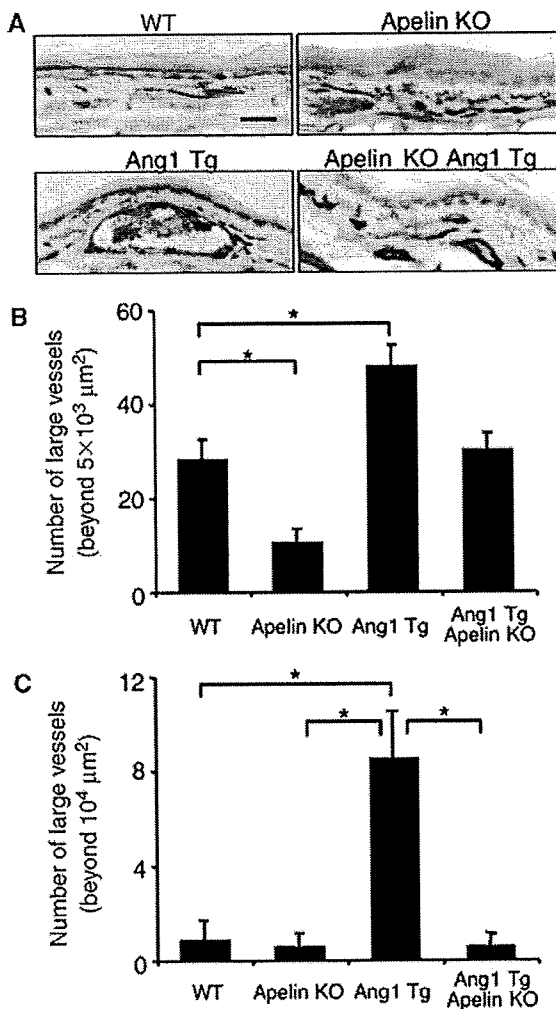 A
WT
Apelin KO
Ang1 Tg
Apelin KO Ang1 Tg
B
Number of large vessels
(beyond 5×10³ μm²)
60
40
20
0
*
*
WT
Apelin KO
Ang1 Tg
Ang1 Tg
Apelin KO
C
Number of large vessels
(beyond 10⁴ μm²)
12
8
4
0
*
*
*
WT
Apelin KO
Ang1 Tg
Ang1 Tg
Apelin KO